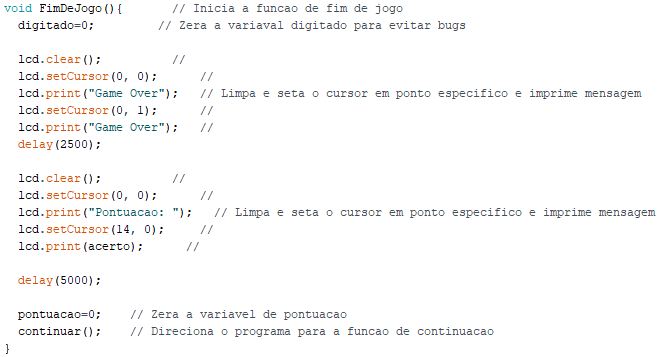 void FimDeJogo(){ // Inicia a funcao de fim de jogo
digitado=0; // Zera a variaval digitado para evitar bugs
lcd.clear(); //
lcd.setCursor(0, 0); //
lcd.print("Game Over"); // Limpa e seta o cursor em ponto especifico e imprime mensagem
lcd.setCursor(0, 1); //
lcd.print("Game Over"); //
delay(2500);
lcd.clear(); //
lcd.setCursor(0, 0); //
lcd.print("Pontuacao: "); // Limpa e seta o cursor em ponto especifico e imprime mensagem
lcd.setCursor(14, 0); //
lcd.print(acerto); //
delay(5000);
pontuacao=0; // Zera a variavel de pontuacao
continuar(); // Direciona o programa para a funcao de continuacao
}